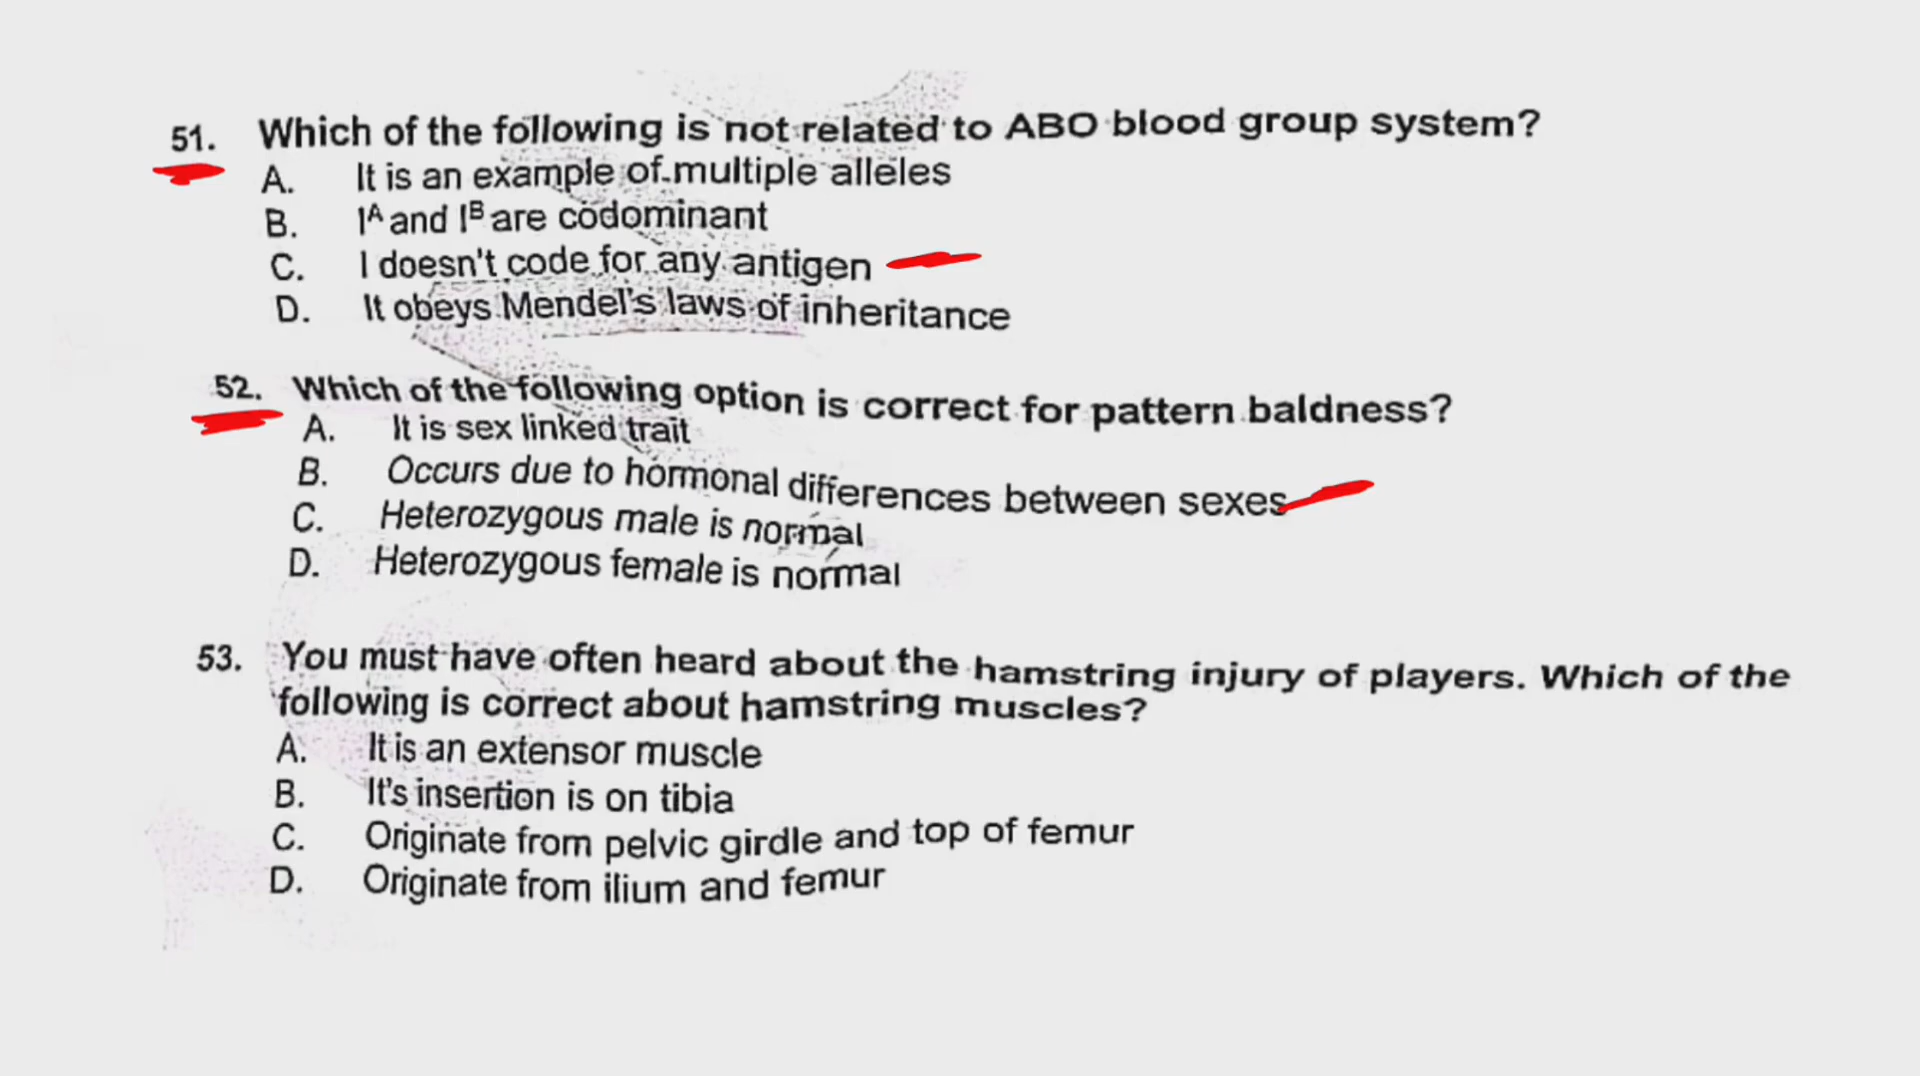 51. Which of the following is not related to ABO blood group system?
A. It is an example of multiple alleles
B. Iᴬ and Iᴮ are codominant
C. I doesn't code for any antigen
D. It obeys Mendel's laws of inheritance
52. Which of the following option is correct for pattern baldness?
A. It is sex linked trait
B. Occurs due to hormonal differences between sexes
C. Heterozygous male is normal
D. Heterozygous female is normal
53. You must have often heard about the hamstring injury of players. Which of the
following is correct about hamstring muscles?
A. It is an extensor muscle
B. It's insertion is on tibia
C. Originate from pelvic girdle and top of femur
D. Originate from ilium and femur